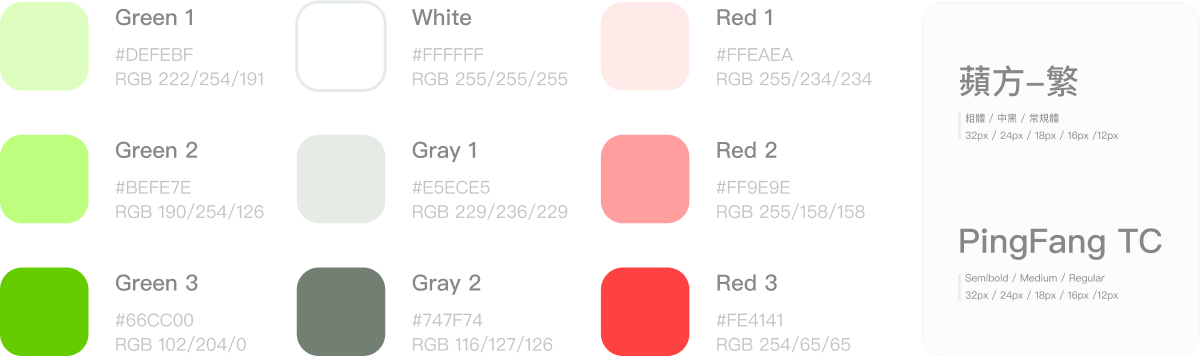 Green 1
#DEFEBF
RGB 222/254/191
White
#FFFFFF
RGB 255/255/255
Red 1
#FFEAEA
RGB 255/234/234
Green 2
#BEFE7E
RGB 190/254/126
Gray 1
#E5ECE5
RGB 229/236/229
Red 2
#FF9E9E
RGB 255/158/158
Green 3
#66CC00
RGB 102/204/0
Gray 2
#747F74
RGB 116/127/126
Red 3
#FE4141
RGB 254/65/65
蘋方-繁
粗體 / 中黑 / 常規體
32px / 24px / 18px / 16px /12px
PingFang TC
Semibold / Medium / Regular
32px / 24px / 18px / 16px /12px